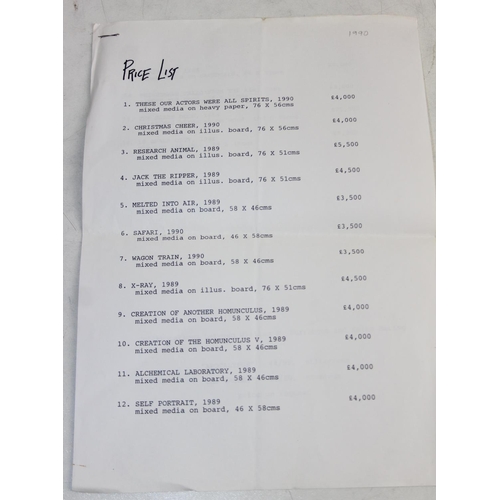 1990
PRICE LIST
1. THESE OUR ACTORS WERE ALL SPIRITS, 1990 £4,000
mixed media on heavy paper, 76 X 56cms
2. CHRISTMAS CHEER, 1990 £4,000
mixed media on illus. board, 76 X 56cms
3. RESEARCH ANIMAL, 1989 £5,500
mixed media on illus. board, 76 X 51cms
4. JACK THE RIPPER, 1989 £4,500
mixed media on illus. board, 76 X 51cms
5. MELTED INTO AIR, 1989 £3,500
mixed media on board, 58 X 46cms
6. SAFARI, 1990 £3,500
mixed media on board, 46 X 58cms
7. WAGON TRAIN, 1990 £3,500
mixed media on board, 58 X 46cms
8. X-RAY, 1989 £4,500
mixed media on illus. board, 76 X 51cms
9. CREATION OF ANOTHER HOMUNCULUS, 1989 £4,000
mixed media on board, 58 X 46cms
10. CREATION OF THE HOMUNCULUS V, 1989 £4,000
mixed media on board, 58 X 46cms
11. ALCHEMICAL LABORATORY, 1989 £4,000
mixed media on board, 58 X 46cms
12. SELF PORTRAIT, 1989 £4,000
mixed media on board, 46 X 58cms